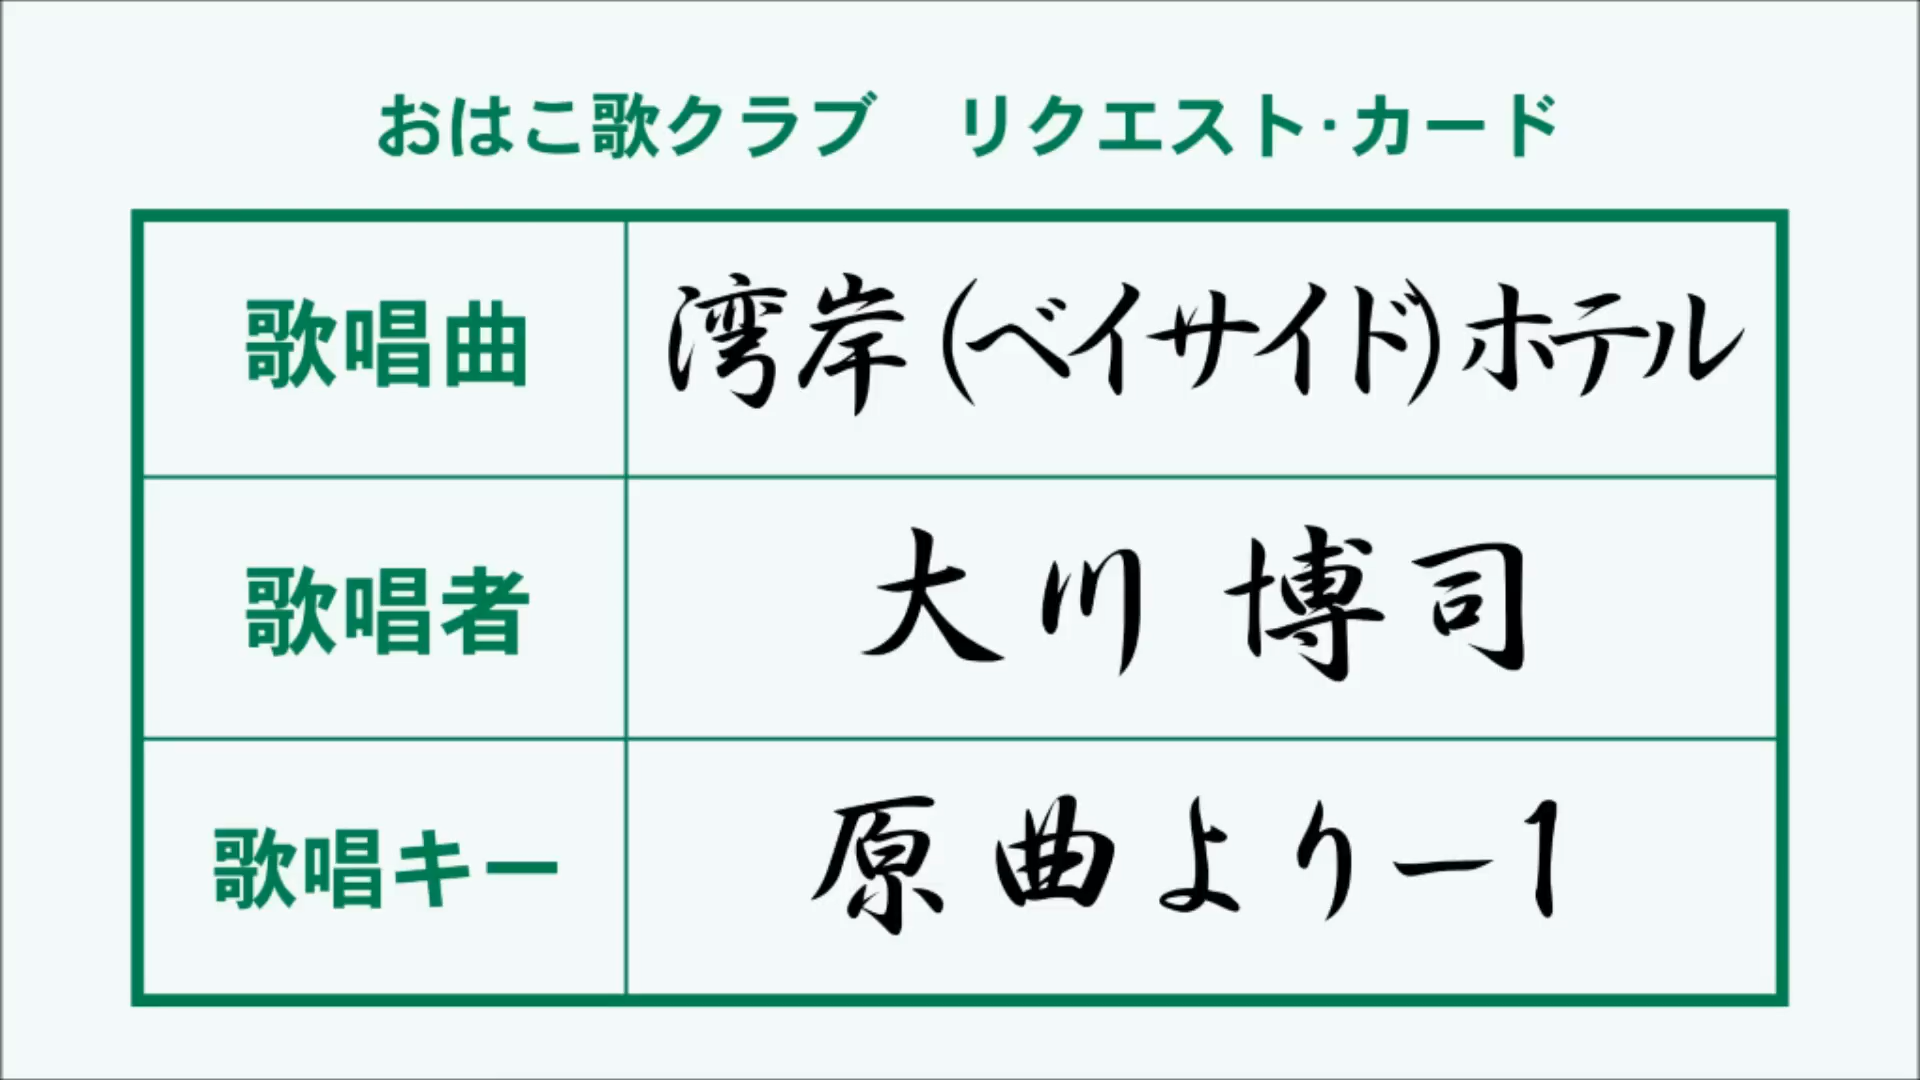 おはこ歌クラブ　リクエスト・カード
歌唱曲 湾岸(ベイサイド)ホテル
歌唱者 大川 博司
歌唱キー 原曲より－1